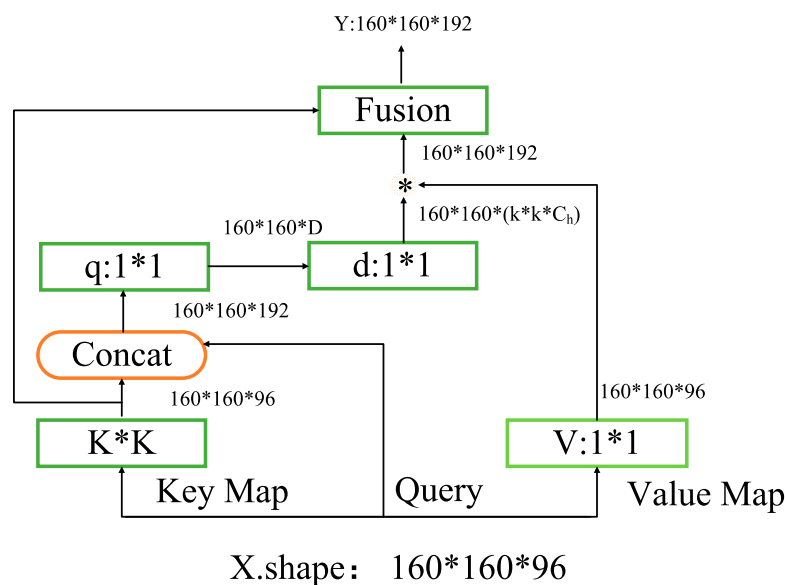 Y:160*160*192
Fusion
160*160*192
*
160*160*(k*k*Cₕ)
160*160*D
q:1*1
d:1*1
160*160*192
Concat
160*160*96
160*160*96
K*K
V:1*1
Key Map
Query
Value Map
X.shape： 160*160*96